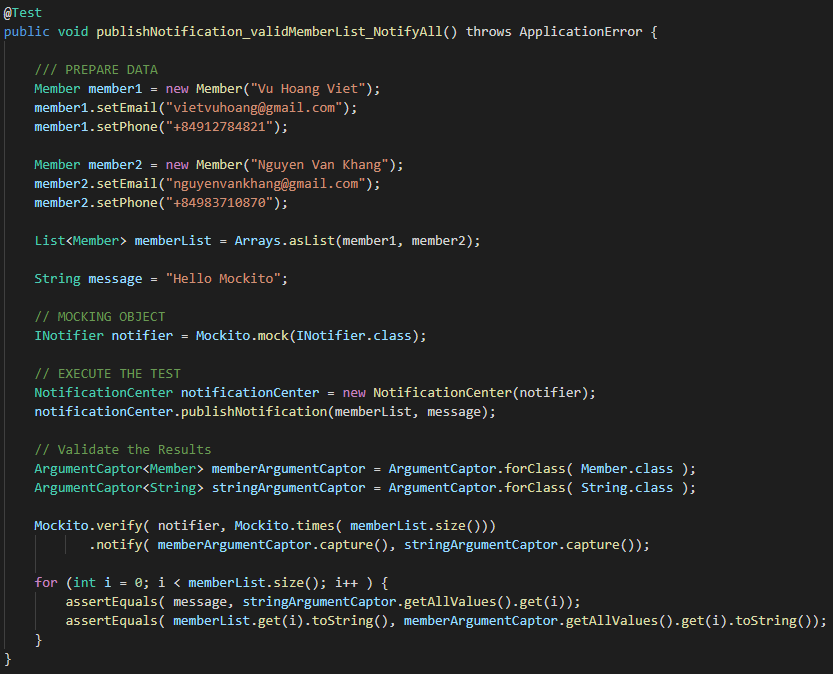 @Test
public void publishNotification_validMemberList_NotifyAll() throws ApplicationError {
/// PREPARE DATA
Member member1 = new Member("Vu Hoang Viet");
member1.setEmail("vietvuhoang@gmail.com");
member1.setPhone("+84912784821");
Member member2 = new Member("Nguyen Van Khang");
member2.setEmail("nguyenvankhang@gmail.com");
member2.setPhone("+84983710870");
List<Member> memberList = Arrays.asList(member1, member2);
String message = "Hello Mockito";
// MOCKING OBJECT
INotifier notifier = Mockito.mock(INotifier.class);
// EXECUTE THE TEST
NotificationCenter notificationCenter = new NotificationCenter(notifier);
notificationCenter.publishNotification(memberList, message);
// Validate the Results
ArgumentCaptor<Member> memberArgumentCaptor = ArgumentCaptor.forClass( Member.class );
ArgumentCaptor<String> stringArgumentCaptor = ArgumentCaptor.forClass( String.class );
Mockito.verify( notifier, Mockito.times( memberList.size()))
.notify( memberArgumentCaptor.capture(), stringArgumentCaptor.capture());
for (int i = 0; i < memberList.size(); i++ ) {
assertEquals( message, stringArgumentCaptor.getAllValues().get(i));
assertEquals( memberList.get(i).toString(), memberArgumentCaptor.getAllValues().get(i).toString());
}
}